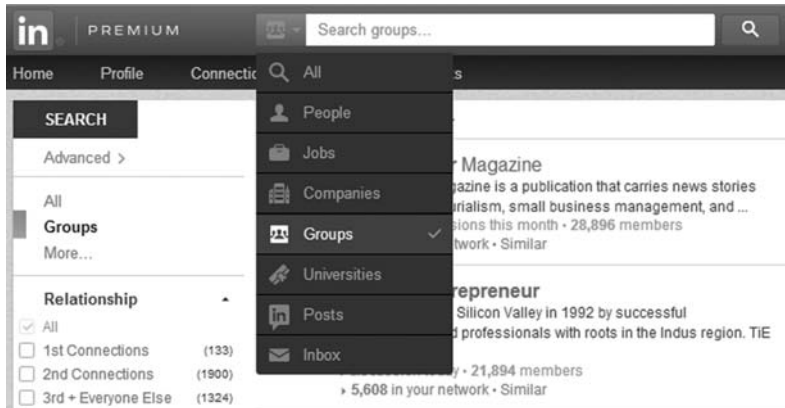 in PREMIUM
Search groups...
Home Profile Connectio s
All
People
Jobs
Companies
Groups
Universities
in Posts
Inbox
SEARCH
Advanced >
All
Groups
More...
Relationship
All
1st Connections (133)
2nd Connections (1900)
3rd + Everyone Else (1324)
r Magazine
gazine is a publication that carries news stories
urialism, small business management, and ...
sions this month • 28,896 members
twork • Similar
repreneur
Silicon Valley in 1992 by successful
d professionals with roots in the Indus region. TiE
y • 21,894 members
5,608 in your network • Similar